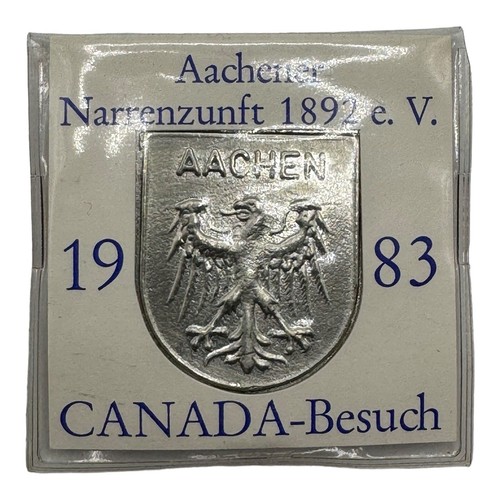 Aachener
Narrenzunft 1892 e. V.
AACHEN
19 83
CANADA-Besuch